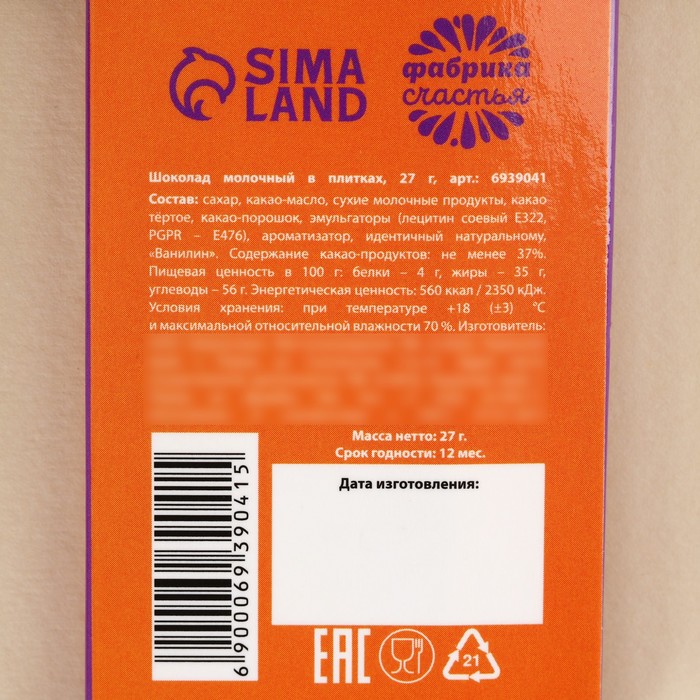 SIMA
LAND
фабрика
счастья
Шоколад молочный в плитках, 27 г, арт.: 6939041
Состав: сахар, какао-масло, сухие молочные продукты, какао
тёртое, какао-порошок, эмульгаторы (лецитин соевый Е322,
PGPR – Е476), ароматизатор, идентичный натуральному,
«Ванилин». Содержание какао-продуктов: не менее 37%.
Пищевая ценность в 100 г: белки – 4 г, жиры – 35 г,
углеводы – 56 г. Энергетическая ценность: 560 ккал / 2350 кДж.
Условия хранения: при температуре +18 (±3) °С
и максимальной относительной влажности 70 %. Изготовитель:
Масса нетто: 27 г.
Срок годности: 12 мес.
Дата изготовления:
6900069390415
EAC
21